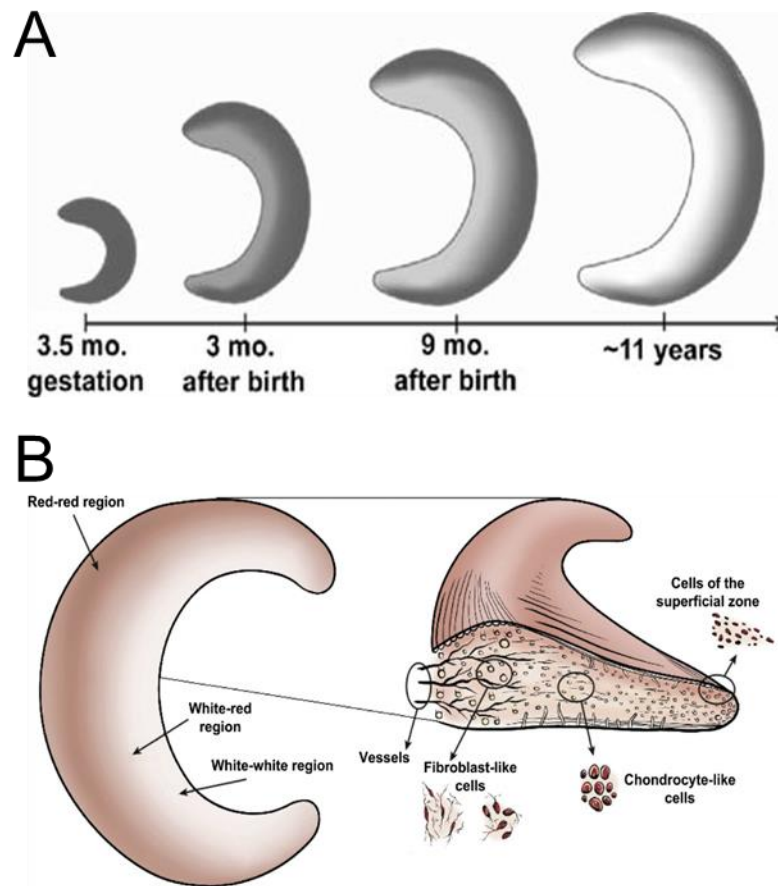 A
3.5 mo.
gestation
3 mo.
after birth
9 mo.
after birth
~11 years
B
Red-red region
White-red
region
White-white region
Cells of the
superficial zone
Vessels
Fibroblast-like
cells
Chondrocyte-like
cells